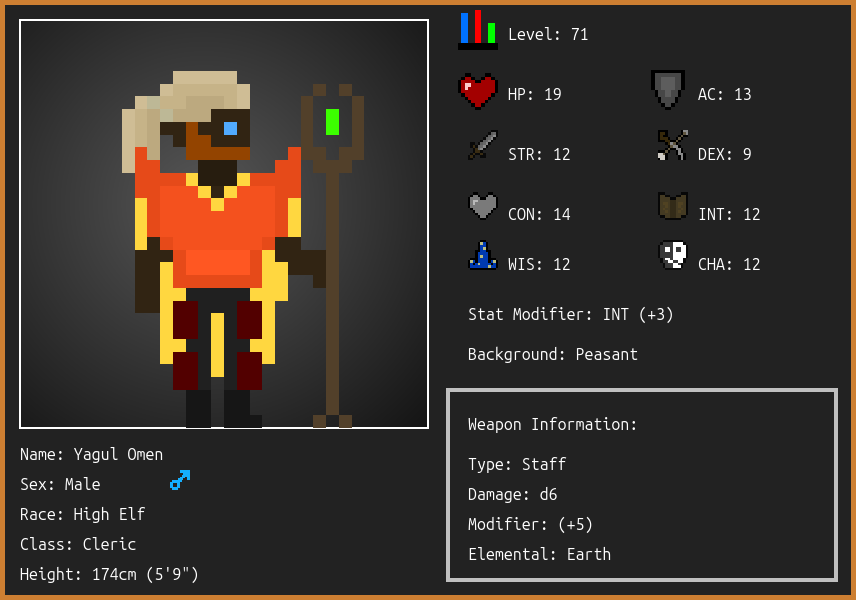 Level: 71
HP: 19
AC: 13
STR: 12
DEX: 9
CON: 14
INT: 12
WIS: 12
CHA: 12
Stat Modifier: INT (+3)
Background: Peasant
Weapon Information:
Type: Staff
Damage: d6
Modifier: (+5)
Elemental: Earth
Name: Yagul Omen
Sex: Male
Race: High Elf
Class: Cleric
Height: 174cm (5'9")